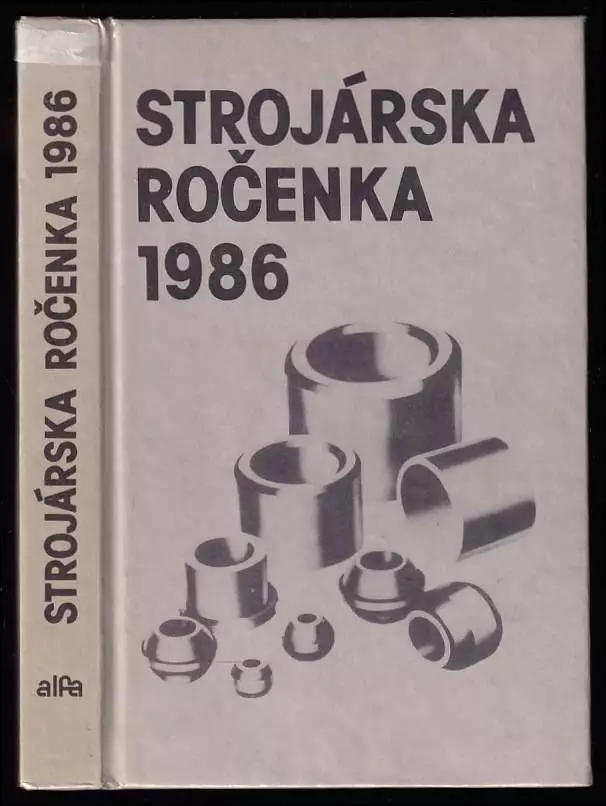 STROJÁRSKA
ROČENKA
1986
STROJÁRSKA ROČENKA 1986
alfa